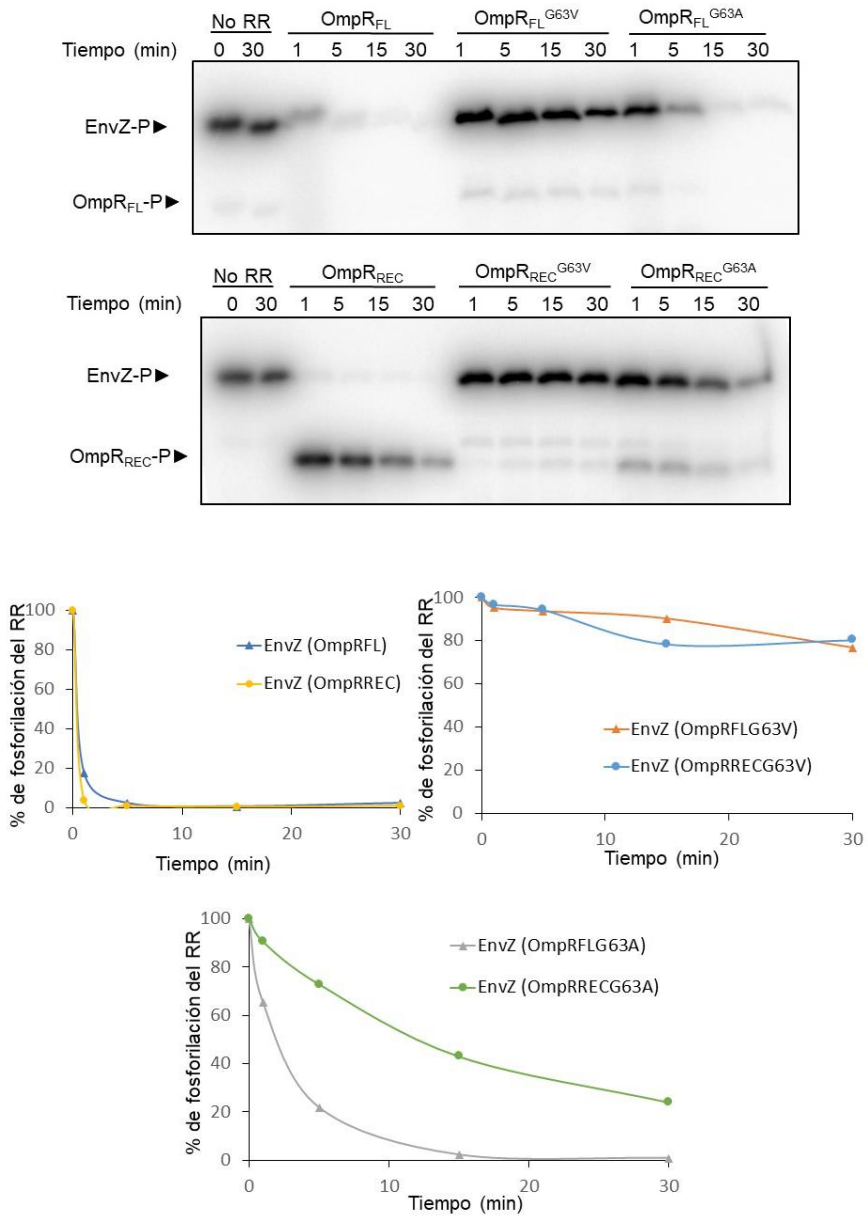 No RR OmpRFL OmpRFLG63V OmpRFLG63A
Tiempo (min) 0 30 1 5 15 30 1 5 15 30 1 5 15 30
EnvZ-P►
OmpRFL-P►
No RR OmpRREC OmpRRECG63V OmpRRECG63A
Tiempo (min) 0 30 1 5 15 30 1 5 15 30 1 5 15 30
EnvZ-P►
OmpRREC-P►
% de fosforilación del RR
100
80
60
40
20
0
0 10 20 30
Tiempo (min)
EnvZ (OmpRFL)
EnvZ (OmpRREC)
% de fosforilación del RR
100
80
60
40
20
0
0 10 20 30
Tiempo (min)
EnvZ (OmpRFLG63V)
EnvZ (OmpRRECG63V)
% de fosforilación del RR
100
80
60
40
20
0
0 10 20 30
Tiempo (min)
EnvZ (OmpRFLG63A)
EnvZ (OmpRRECG63A)